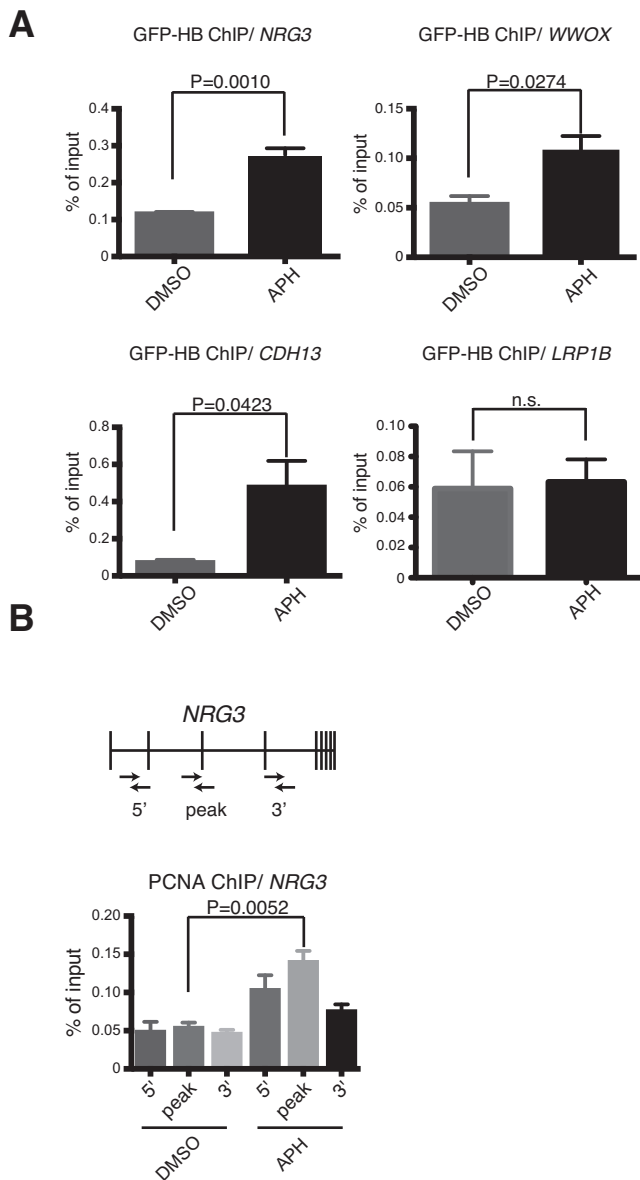 A
GFP-HB ChIP/ NRG3
P=0.0010
% of input
0.4
0.3
0.2
0.1
0
DMSO
APH
GFP-HB ChIP/ WWOX
P=0.0274
% of input
0.15
0.10
0.05
0
DMSO
APH
GFP-HB ChIP/ CDH13
P=0.0423
% of input
0.8
0.6
0.4
0.2
0
DMSO
APH
GFP-HB ChIP/ LRP1B
n.s.
% of input
0.10
0.08
0.06
0.04
0.02
0
DMSO
APH
B
NRG3
5' peak 3'
PCNA ChIP/ NRG3
P=0.0052
% of input
0.20
0.15
0.10
0.05
0
5' peak 3' 5' peak 3'
DMSO APH